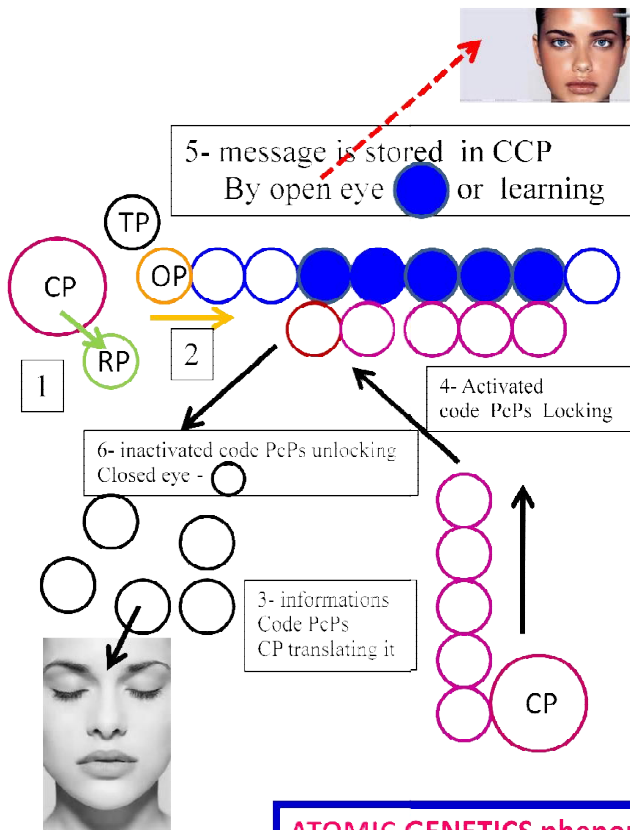 5- message is stored in CCP
By open eye or learning
TP
OP
CP
RP
1
2
4- Activated
code PcPs Locking
6- inactivated code PcPs unlocking
Closed eye -
3- informations
Code PcPs
CP translating it
CP
ATOMIC GENETICS